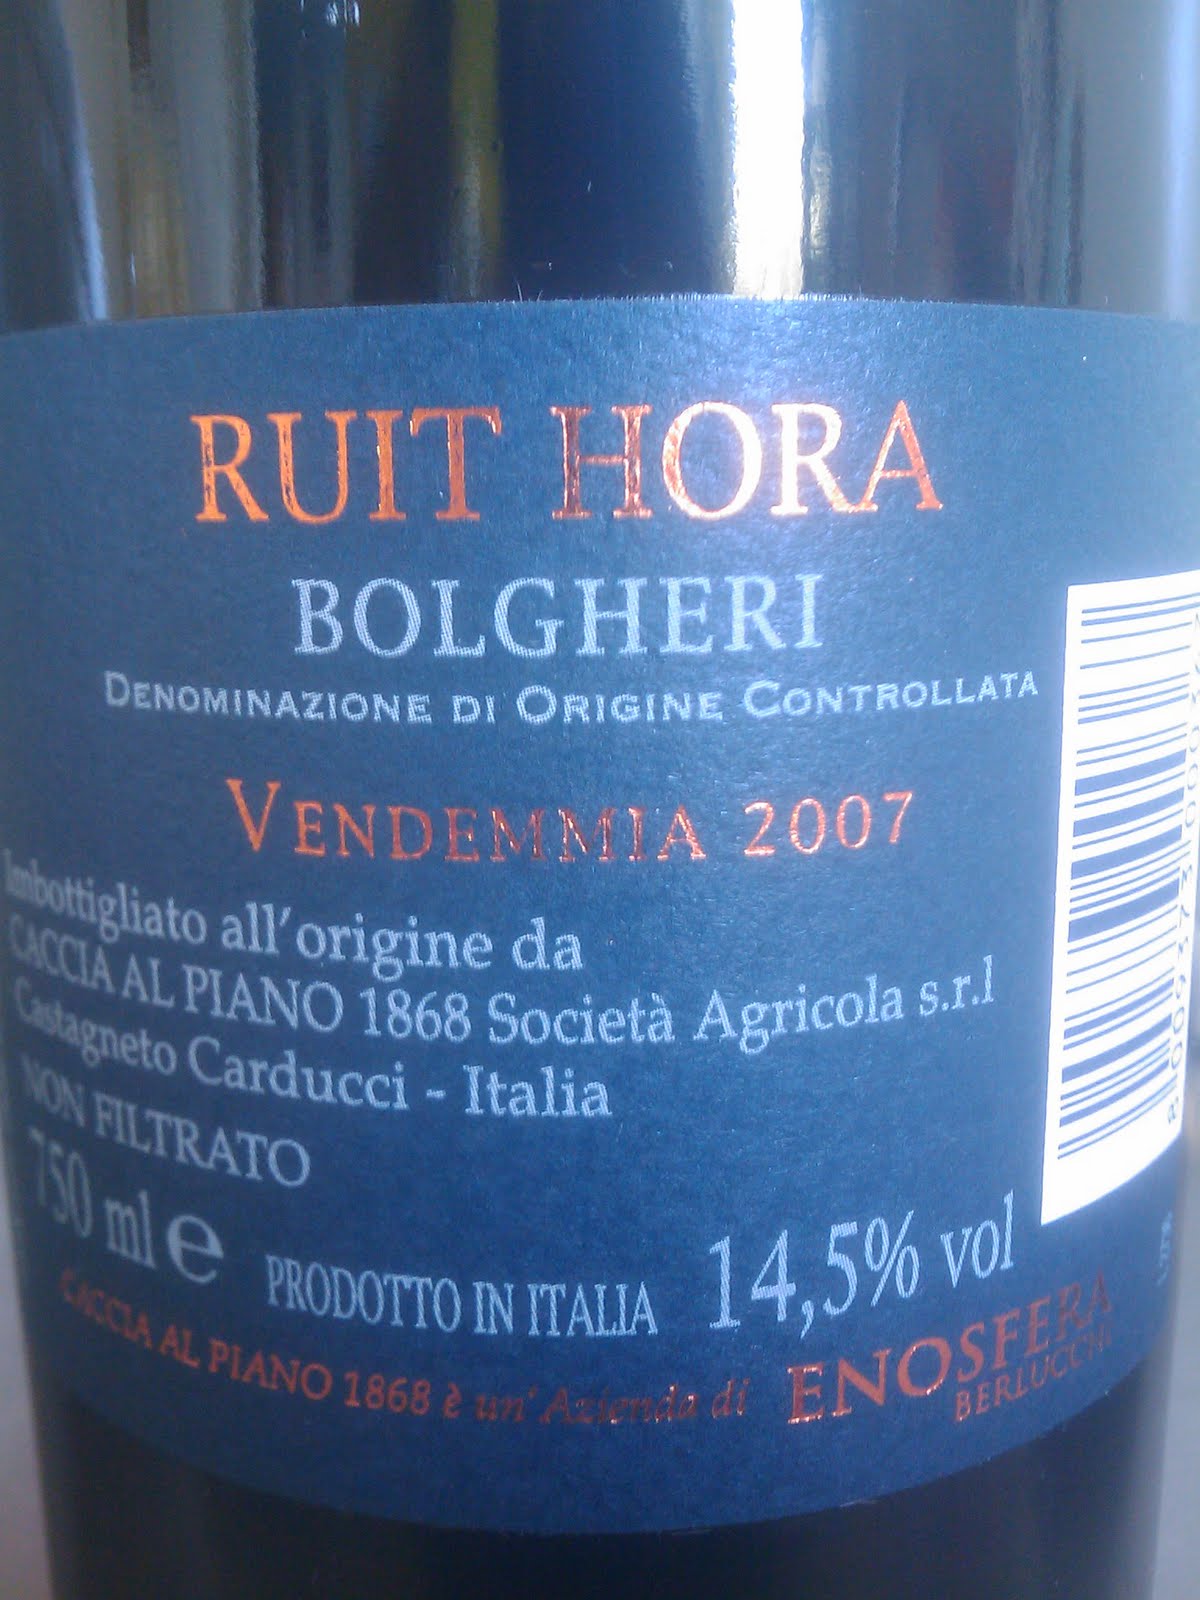 RUIT HORA
BOLGHERI
DENOMINAZIONE DI ORIGINE CONTROLLATA
VENDEMMIA 2007
Imbottigliato all'origine da
CACCIA AL PIANO 1868 Società Agricola s.r.l
Castagneto Carducci - Italia
NON FILTRATO
750 ml e PRODOTTO IN ITALIA 14,5% vol
CACCIA AL PIANO 1868 è un' Azienda di ENOSFERA
BERLUCCHI